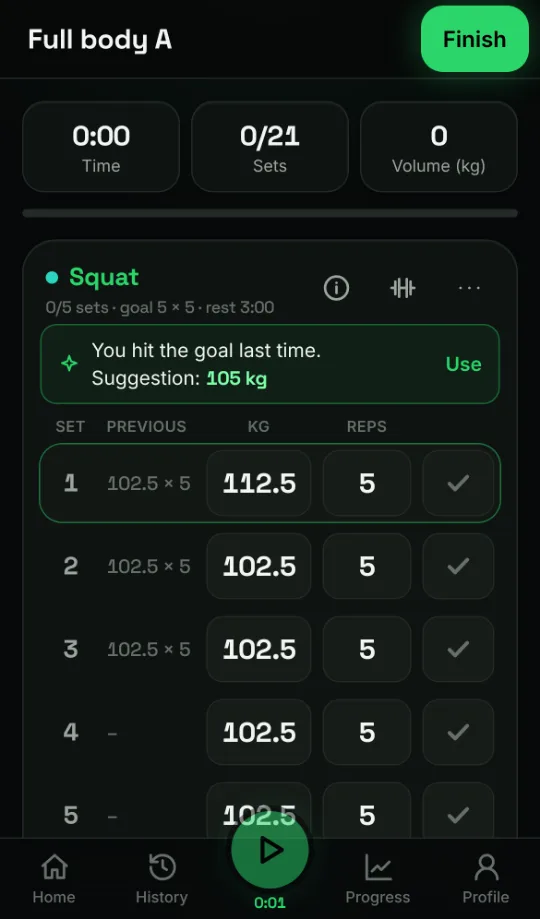 Full body A
Finish
0:00
Time
0/21
Sets
0
Volume (kg)
Squat
0/5 sets · goal 5 × 5 · rest 3:00
...
You hit the goal last time.
Suggestion: 105 kg
Use
SET PREVIOUS KG REPS
1 102.5 × 5 112.5 5
2 102.5 × 5 102.5 5
3 102.5 × 5 102.5 5
4 – 102.5 5
5 – 102.5 5
Home
History
0:01
Progress
Profile